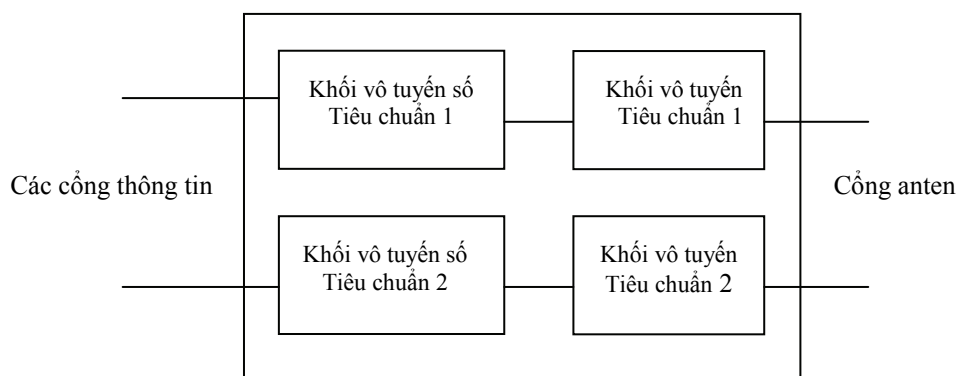 Khối vô tuyến số
Tiêu chuẩn 1
Khối vô tuyến
Tiêu chuẩn 1
Các cổng thông tin
Cổng anten
Khối vô tuyến số
Tiêu chuẩn 2
Khối vô tuyến
Tiêu chuẩn 2